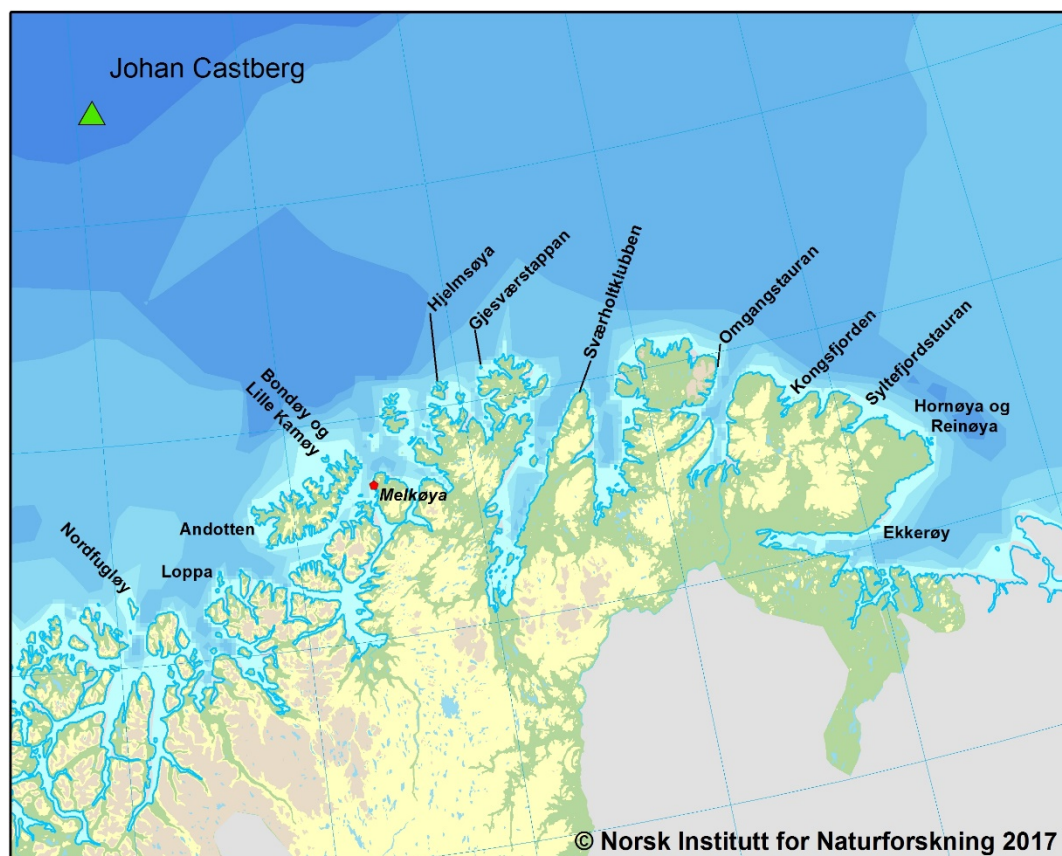 Johan Castberg
Hjelmsøya
Gjesværstappan
Sværholtklubben
Omgangstauran
Kongsfjorden
Syltefjordstauran
Hornøya og
Reinøya
Bondøy og
Lille Kamøy
Melkøya
Andotten
Ekkerøy
Nordfugløy
Loppa
© Norsk Institutt for Naturforskning 2017